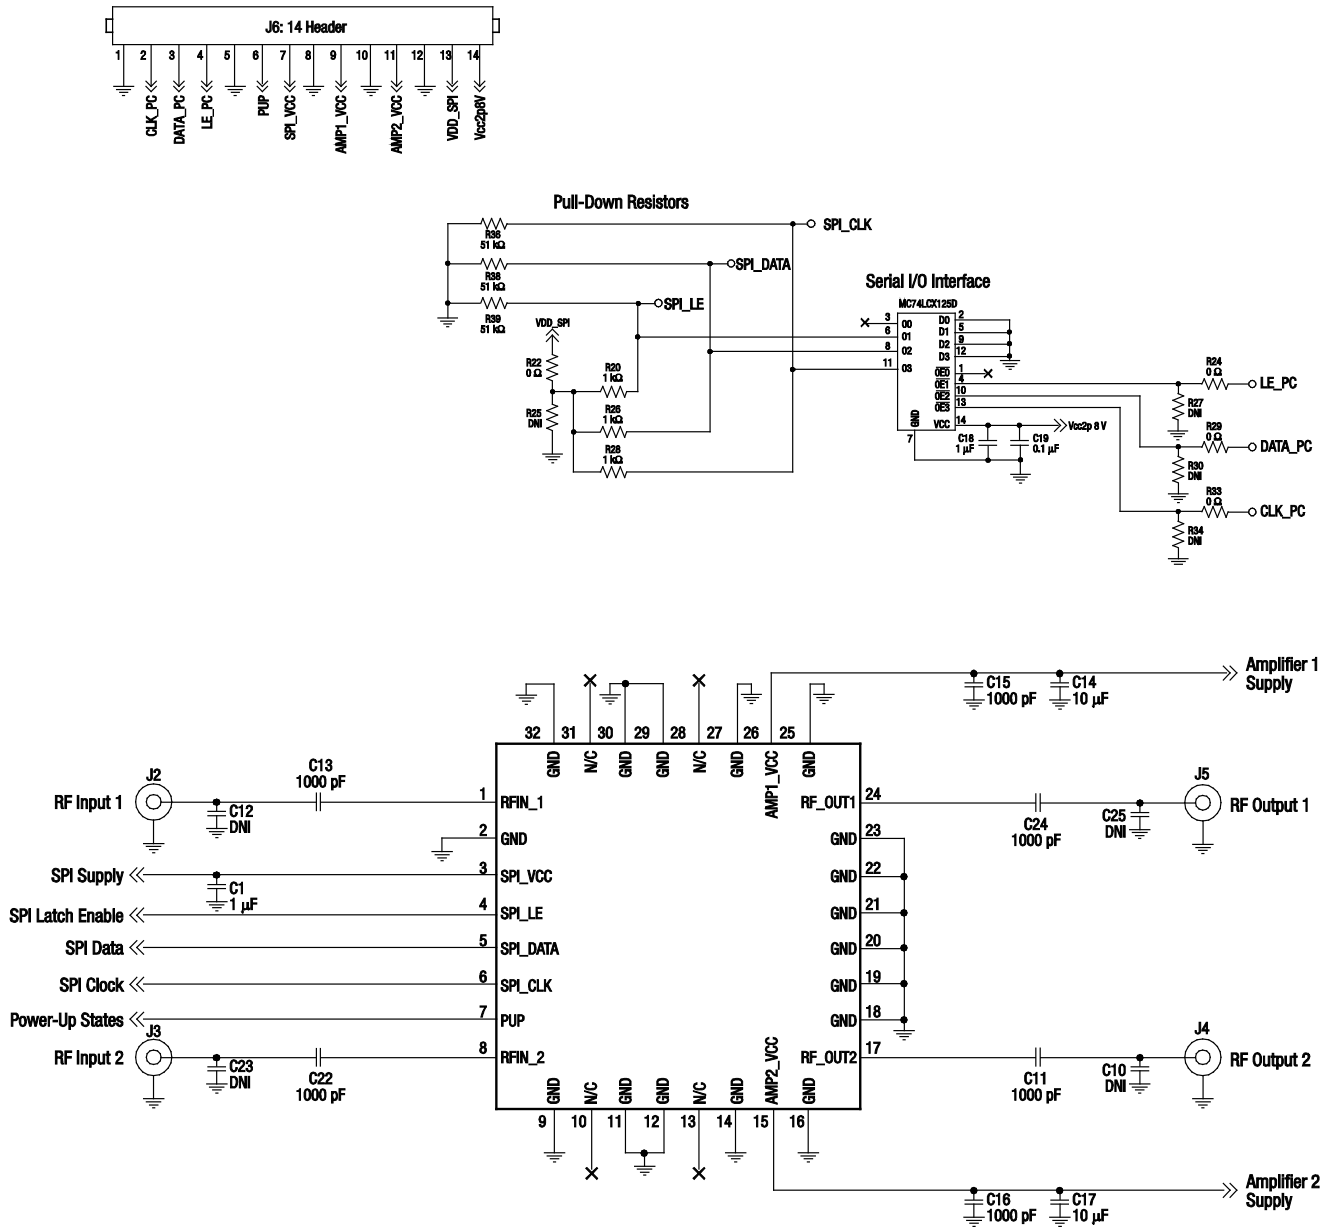 J6: 14 Header
1 2 3 4 5 6 7 8 9 10 11 12 13 14
CLK_PC
DATA_PC
LE_PC
PUP
SPI_VCC
AMP1_VCC
AMP2_VCC
VDD_SPI
Vcc2p8V
Pull-Down Resistors
R36
51 kΩ
SPI_CLK
R38
51 kΩ
SPI_DATA
R39
51 kΩ
SPI_LE
VDD_SPI
R22
0 Ω
R25
DNI
R20
1 kΩ
R26
1 kΩ
R28
1 kΩ
Serial I/O Interface
MC74LCX125D
3 O0
6 O1
8 O2
11 O3
D0 2
D1 5
D2 9
D3 12
OE0 1
OE1 4
OE2 10
OE3 13
VCC 14
GND
7
Vcc2p 8 V
C18
1 µF
C19
0.1 µF
R24
0 Ω
LE_PC
R27
DNI
R29
0 Ω
DATA_PC
R30
DNI
R33
0 Ω
CLK_PC
R34
DNI
Amplifier 1
Supply
C15
1000 pF
C14
10 µF
32 31 30 29 28 27 26 25
GND N/C GND GND N/C GND AMP1_VCC GND
J2
RF Input 1
C12
DNI
C13
1000 pF
1 RFIN_1
2 GND
SPI Supply
C1
1 µF
3 SPI_VCC
SPI Latch Enable
4 SPI_LE
SPI Data
5 SPI_DATA
SPI Clock
6 SPI_CLK
Power-Up States
7 PUP
J3
RF Input 2
C23
DNI
C22
1000 pF
8 RFIN_2
RF_OUT1 24
GND 23
GND 22
GND 21
GND 20
GND 19
GND 18
RF_OUT2 17
C24
1000 pF
C25
DNI
J5
RF Output 1
C11
1000 pF
C10
DNI
J4
RF Output 2
GND N/C GND GND N/C GND AMP2_VCC GND
9 10 11 12 13 14 15 16
C16
1000 pF
C17
10 µF
Amplifier 2
Supply